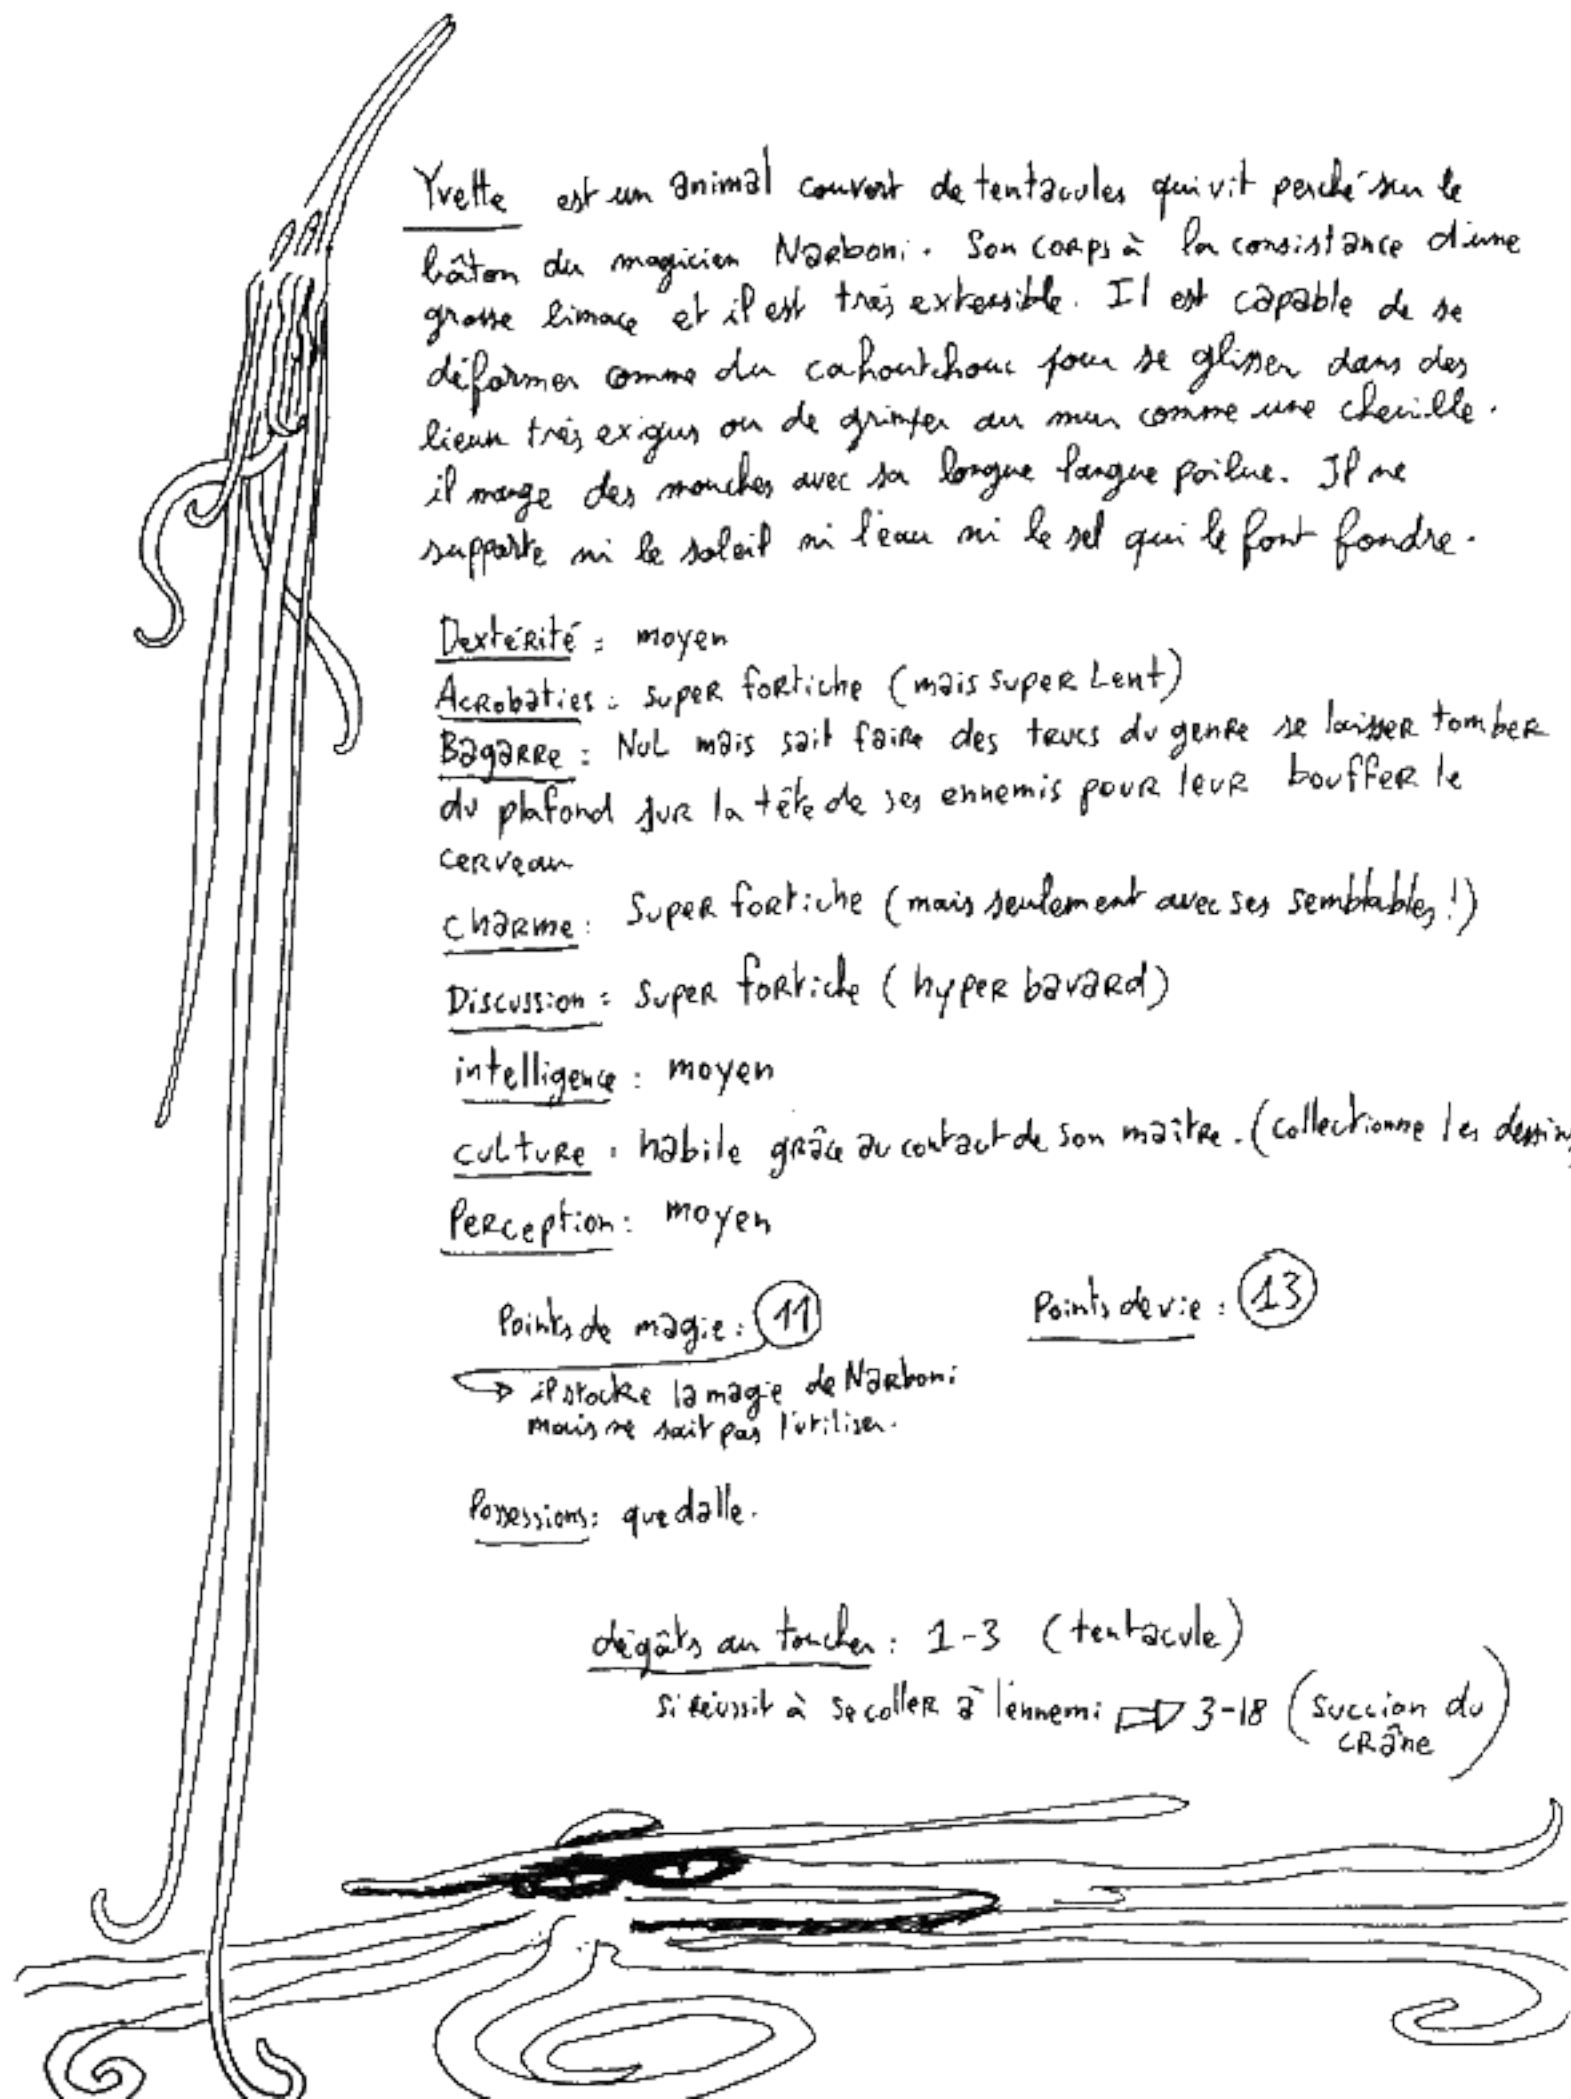 Yvette est un animal couvert de tentacules qui vit perché sur le
bâton du magicien Narboni. Son corps à la consistance d'une
grosse limace et il est très extensible. Il est capable de se
déformer comme du cahoutchouc pour se glisser dans des
lieux très exigus ou de grimper au mur comme une chenille.
il mange des mouches avec sa longue langue poilue. Il ne
supporte ni le soleil ni l'eau ni le sel qui le font fondre.
Dextérité : moyen
Acrobaties : super fortiche (mais super Lent)
Bagarre : Nul mais sait faire des trucs du genre se laisser tomber
du plafond sur la tête de ses ennemis pour leur bouffer le
cerveau
charme : Super fortiche (mais seulement avec ses semblables !)
Discussion : super fortiche (hyper bavard)
intelligence : moyen
culture : habile grâce au contact de son maître. (collectionne les dessins
Perception : moyen
Points de magie : 11 Points de vie : 13
→ il stocke la magie de Narboni
mais ne sait pas l'utiliser.
Possessions : que dalle.
dégâts au toucher : 1-3 (tentacule)
si réussit à se coller à l'ennemi ⇨ 3-18 (succion du
crâne)